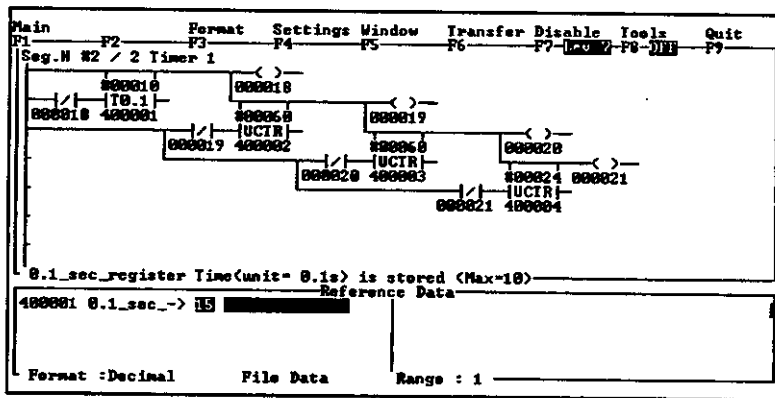 Main Format Settings Window Transfer Disable Tools Quit
F1 F2 F3 F4 F5 F6 F7 F8 OFF F9
Seg.N #2 / 2 Timer 1
#00010 000018
000018 T0.1 400001 #00060 000019
000019 UCTR 400002 #00060 000020
000020 UCTR 400003 #00024 000021
000021 UCTR 400004
0.1_sec_register Time(unit= 0.1s) is stored (Max=10)
Reference Data
400001 0.1_sec_-> 15
Format :Decimal File Data Range : 1